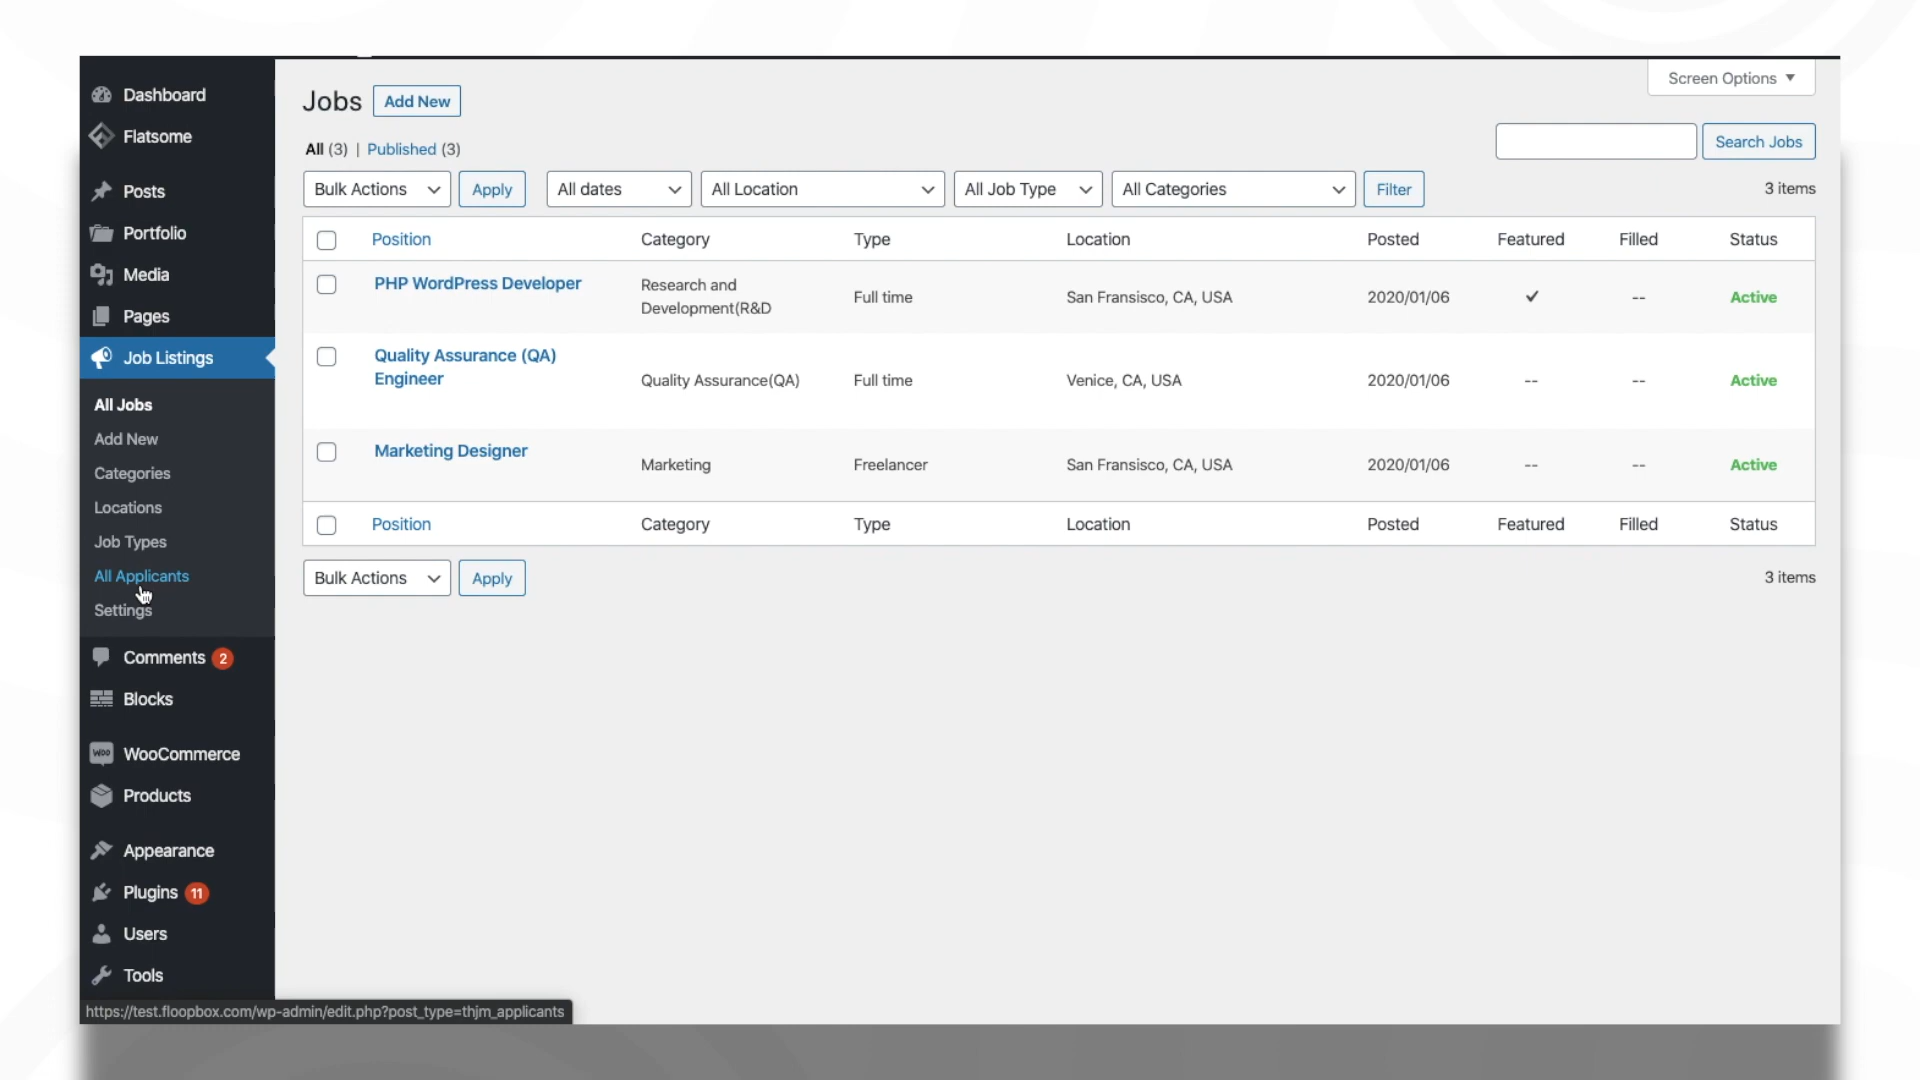 Dashboard
Flatsome
Posts
Portfolio
Media
Pages
Job Listings
All Jobs
Add New
Categories
Locations
Job Types
All Applicants
Settings
Comments 2
Blocks
WooCommerce
Products
Appearance
Plugins 11
Users
Tools
https://test.floopbox.com/wp-admin/edit.php?post_type=thjm_applicants
Screen Options
Jobs Add New
All (3) | Published (3)
Search Jobs
Bulk Actions Apply All dates All Location All Job Type All Categories Filter 3 items
Position Category Type Location Posted Featured Filled Status
PHP WordPress Developer Research and Development(R&D Full time San Fransisco, CA, USA 2020/01/06 ✓ -- Active
Quality Assurance (QA)
Engineer Quality Assurance(QA) Full time Venice, CA, USA 2020/01/06 -- -- Active
Marketing Designer Marketing Freelancer San Fransisco, CA, USA 2020/01/06 -- -- Active
Position Category Type Location Posted Featured Filled Status
Bulk Actions Apply 3 items